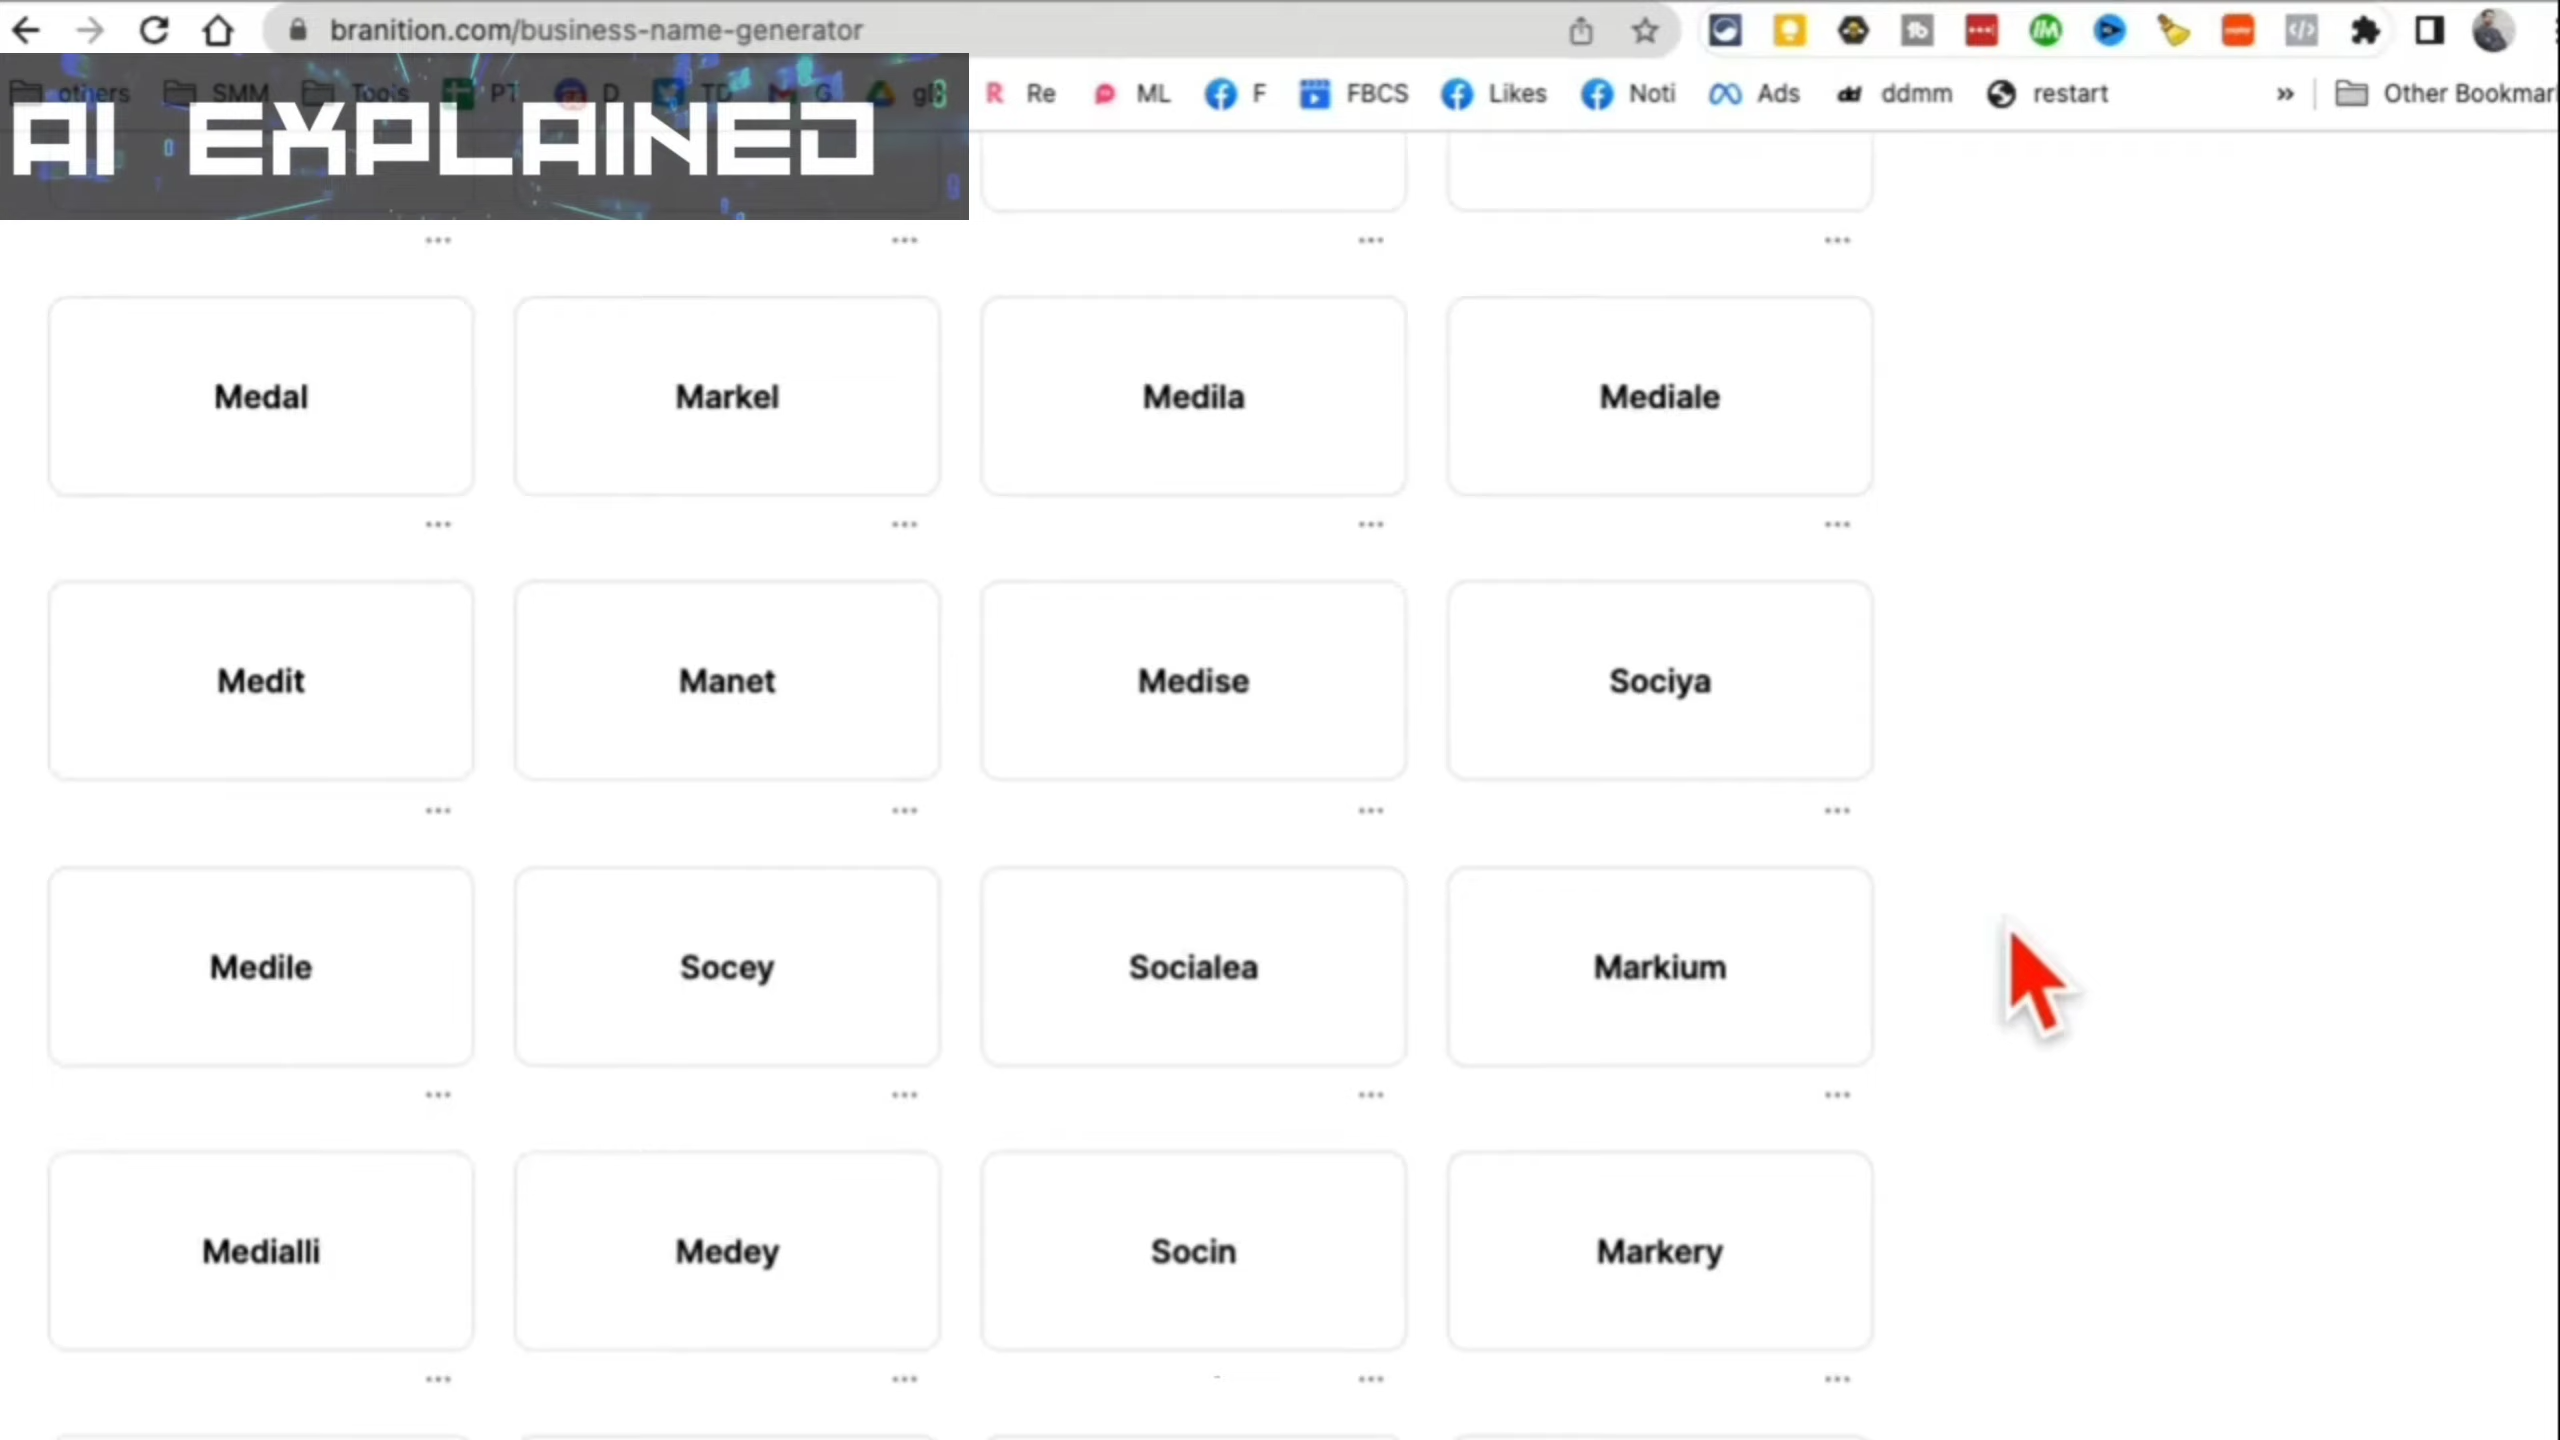 branition.com/business-name-generator
others SMM Tools PT D TD G Re ML F FBCS Likes Noti Ads ddmm restart » Other Bookmar
AI EXPLAINED
Medal Markel Medila Mediale
Medit Manet Medise Sociya
Medile Socey Socialea Markium
Medialli Medey Socin Markery